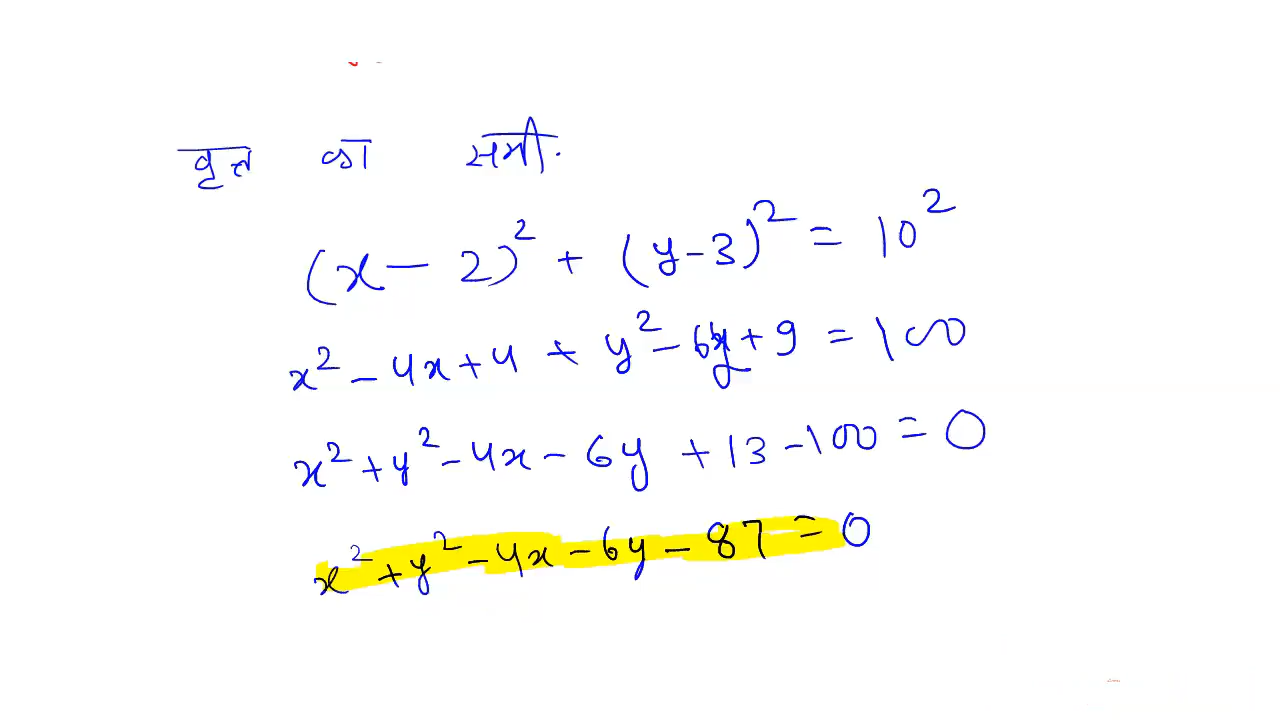 वृत्त का समी.
(x - 2)² + (y - 3)² = 10²
x² - 4x + 4 + y² - 6y + 9 = 100
x² + y² - 4x - 6y + 13 - 100 = 0
x² + y² - 4x - 6y - 87 = 0